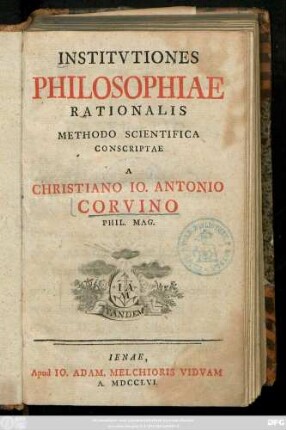 INSTITVTIONES
PHILOSOPHIAE
RATIONALIS
METHODO SCIENTIFICA
CONSCRIPTAE
A
CHRISTIANO IO. ANTONIO
CORVINO
PHIL. MAG.
IENAE,
Apud IO. ADAM. MELCHIORIS VIDVAM
A. MDCCLVI.
DFG